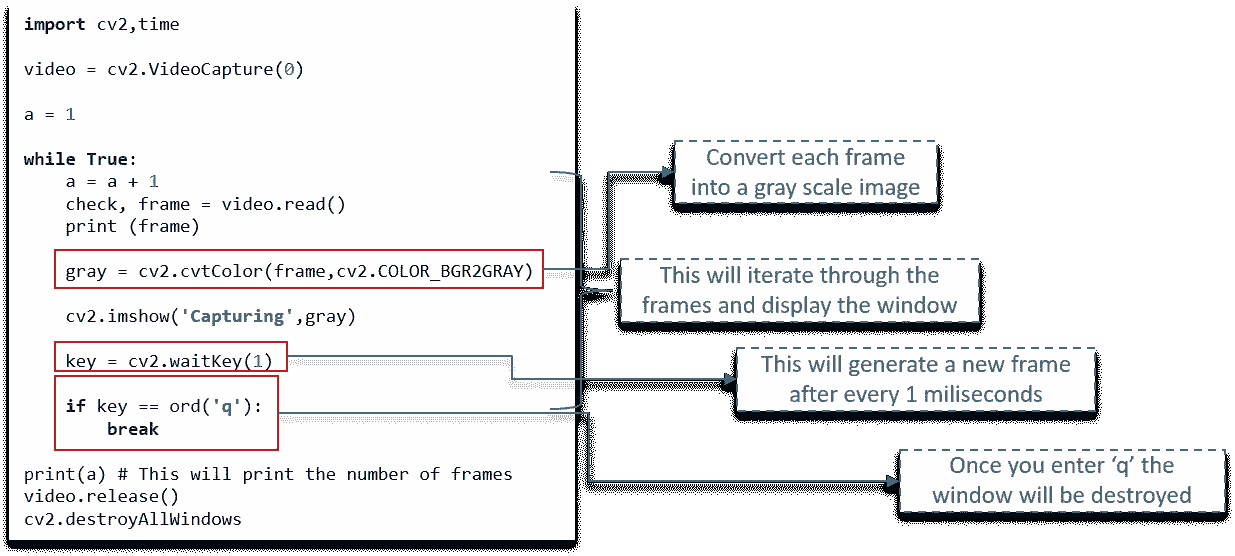 import cv2,time
video = cv2.VideoCapture(0)
a = 1
while True:
a = a + 1
check, frame = video.read()
print (frame)
gray = cv2.cvtColor(frame,cv2.COLOR_BGR2GRAY)
cv2.imshow('Capturing',gray)
key = cv2.waitKey(1)
if key == ord('q'):
break
print(a) # This will print the number of frames
video.release()
cv2.destroyAllWindows
Convert each frame
into a gray scale image
This will iterate through the
frames and display the window
This will generate a new frame
after every 1 miliseconds
Once you enter ‘q’ the
window will be destroyed